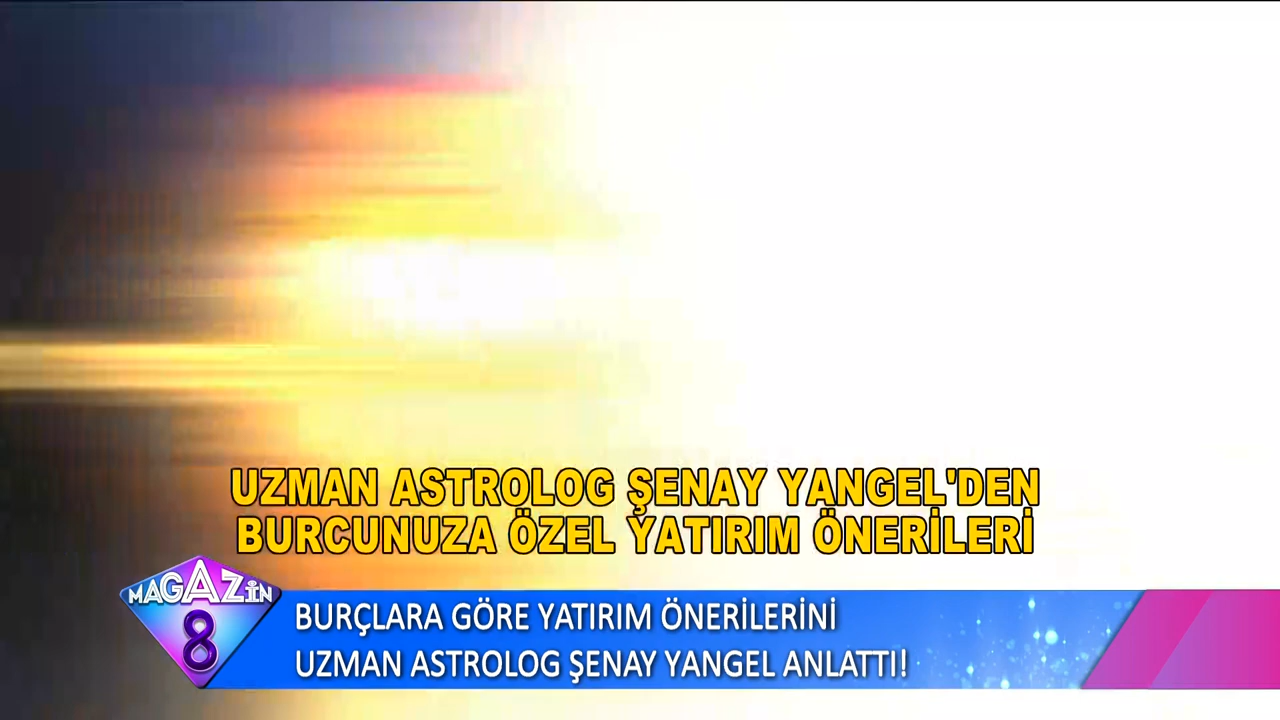 UZMAN ASTROLOG ŞENAY YANGEL'DEN
BURCUNUZA ÖZEL YATIRIM ÖNERİLERİ
MAGAZİN
8
BURÇLARA GÖRE YATIRIM ÖNERİLERİNİ
UZMAN ASTROLOG ŞENAY YANGEL ANLATTI!